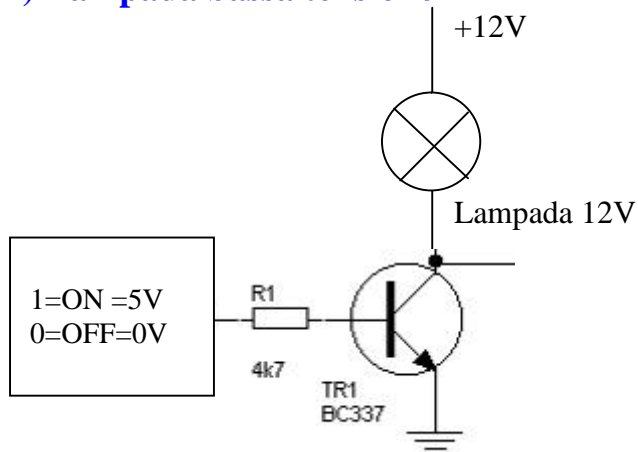 +12V
Lampada 12V
1=ON =5V
0=OFF=0V
R1
4k7
TR1
BC337